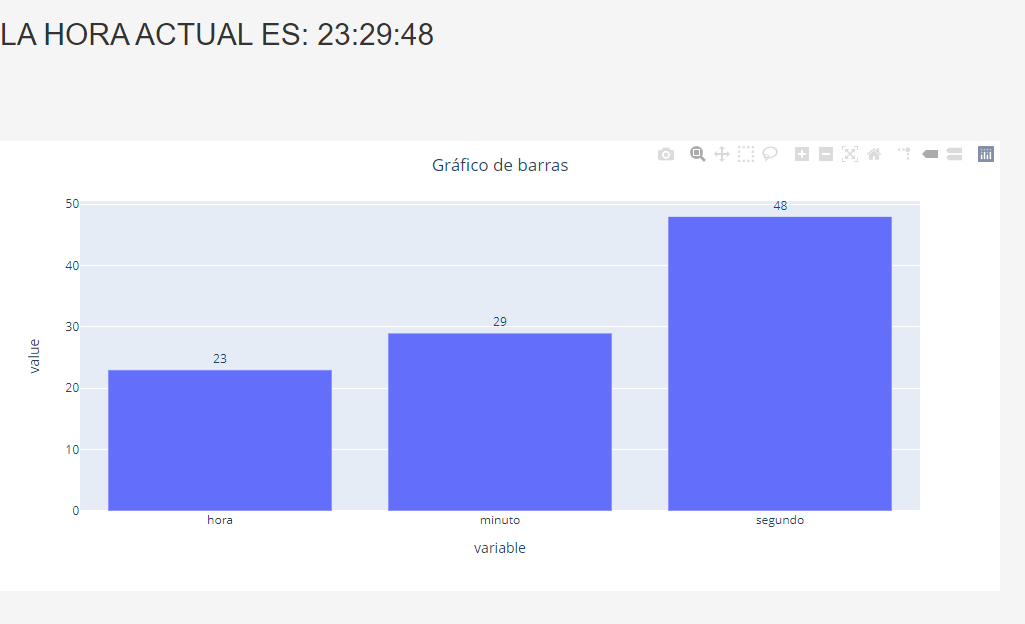 LA HORA ACTUAL ES: 23:29:48
Gráfico de barras
50
40
30
20
10
0
value
23
29
48
hora
minuto
segundo
variable